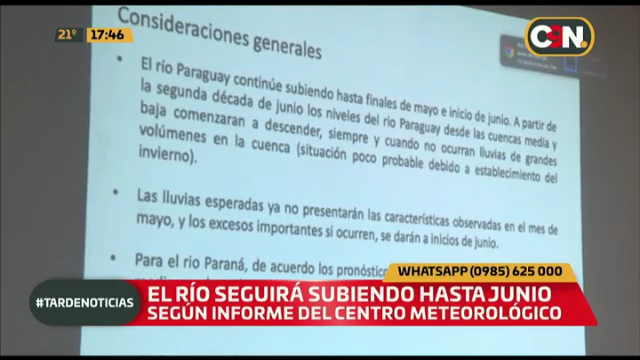 21° 17:46
C9N
Consideraciones generales
• El río Paraguay continúe subiendo hasta finales de mayo e inicio de junio. A partir de
la segunda década de junio los niveles del río Paraguay desde las cuencas media y
baja comenzaran a descender, siempre y cuando no ocurran lluvias de grandes
volúmenes en la cuenca (situación poco probable debido a establecimiento del
invierno).
• Las lluvias esperadas ya no presentarán las características observadas en el mes de
mayo, y los excesos importantes si ocurren, se darán a inicios de junio.
• Para el rio Paraná, de acuerdo los pronóstic
WHATSAPP (0985) 625 000
#TARDENOTICIAS
EL RÍO SEGUIRÁ SUBIENDO HASTA JUNIO
SEGÚN INFORME DEL CENTRO METEOROLÓGICO